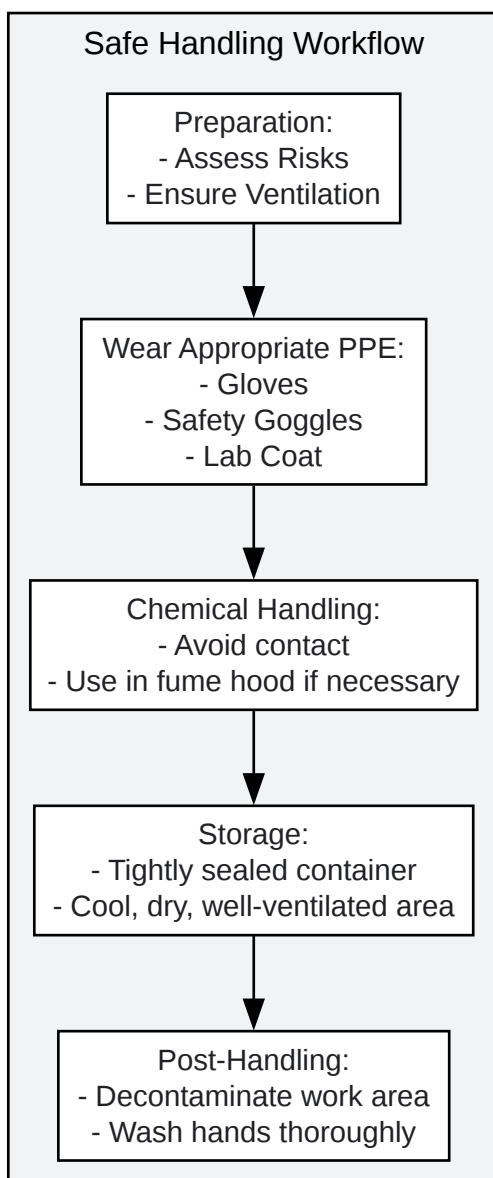 Safe Handling Workflow
Preparation:
- Assess Risks
- Ensure Ventilation
Wear Appropriate PPE:
- Gloves
- Safety Goggles
- Lab Coat
Chemical Handling:
- Avoid contact
- Use in fume hood if necessary
Storage:
- Tightly sealed container
- Cool, dry, well-ventilated area
Post-Handling:
- Decontaminate work area
- Wash hands thoroughly